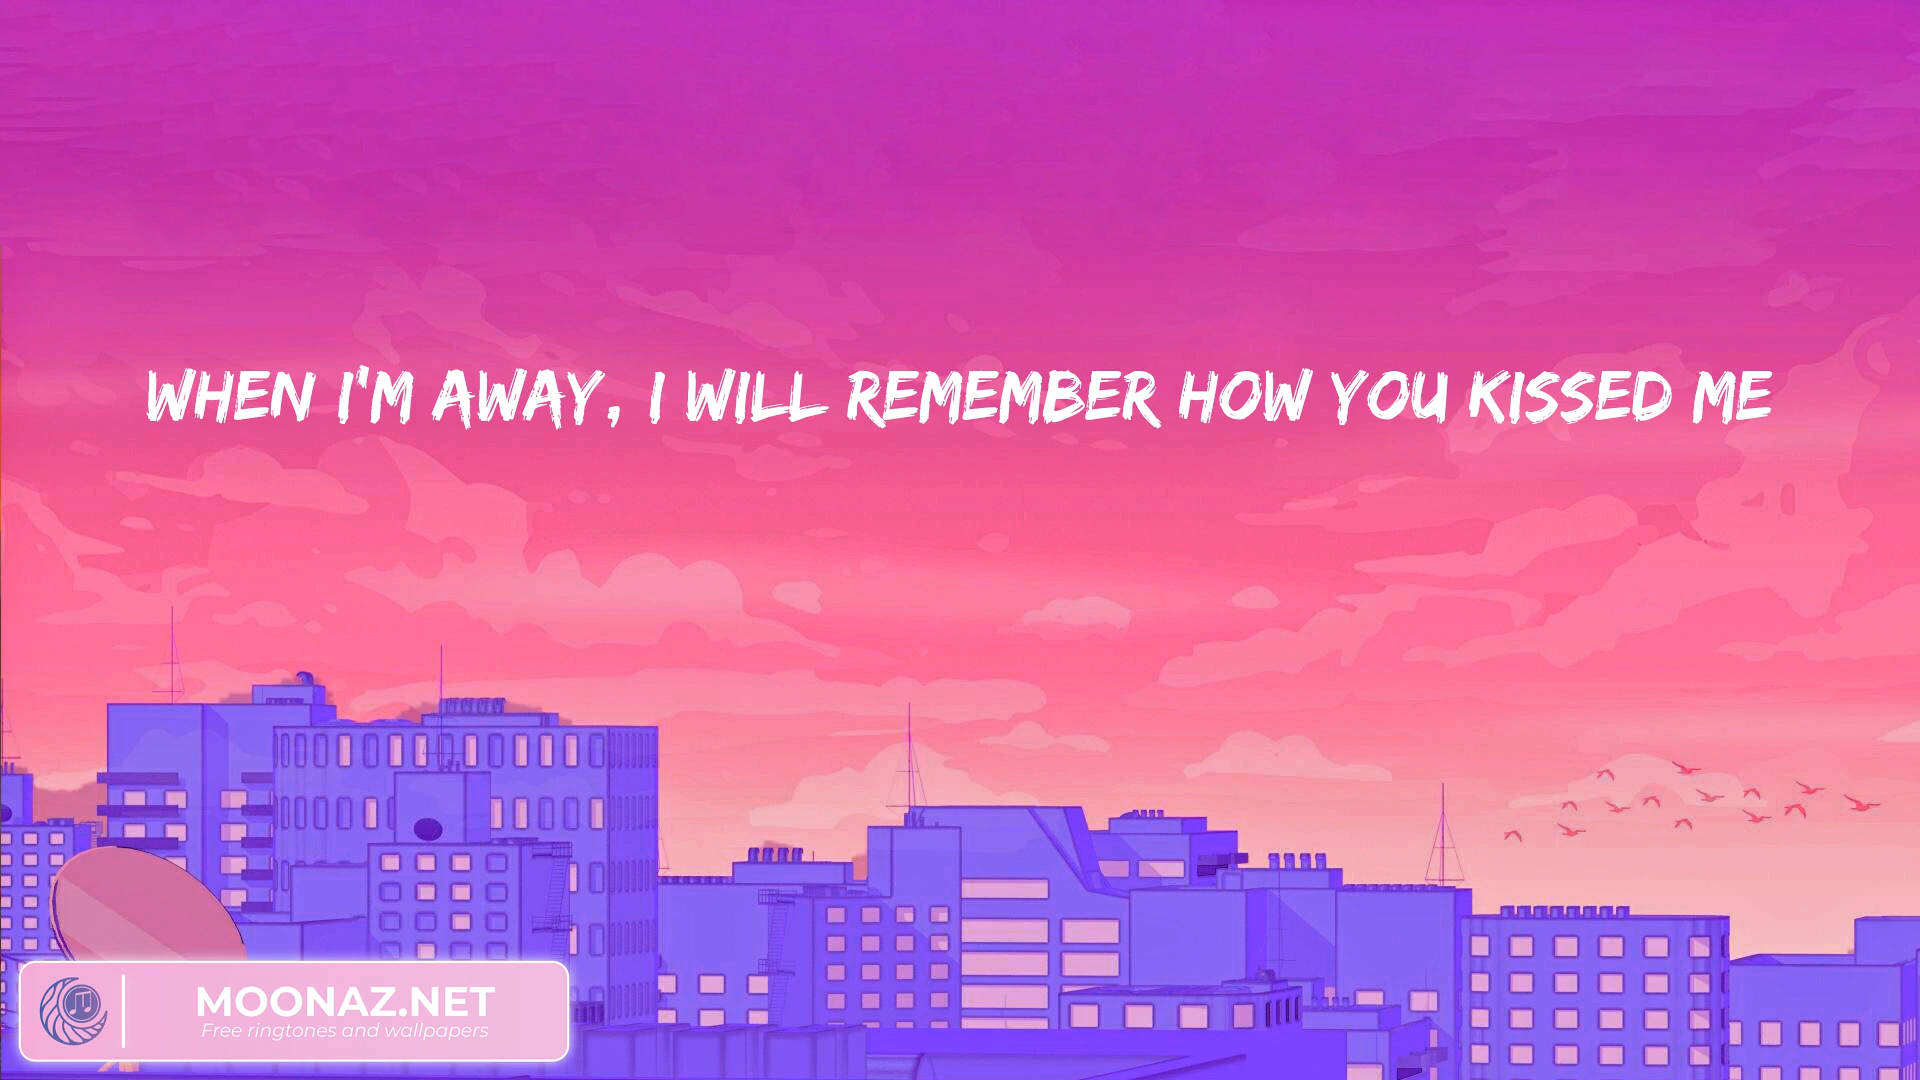 WHEN I'M AWAY, I WILL REMEMBER HOW YOU KISSED ME
MOONAZ.NET
Free ringtones and wallpapers